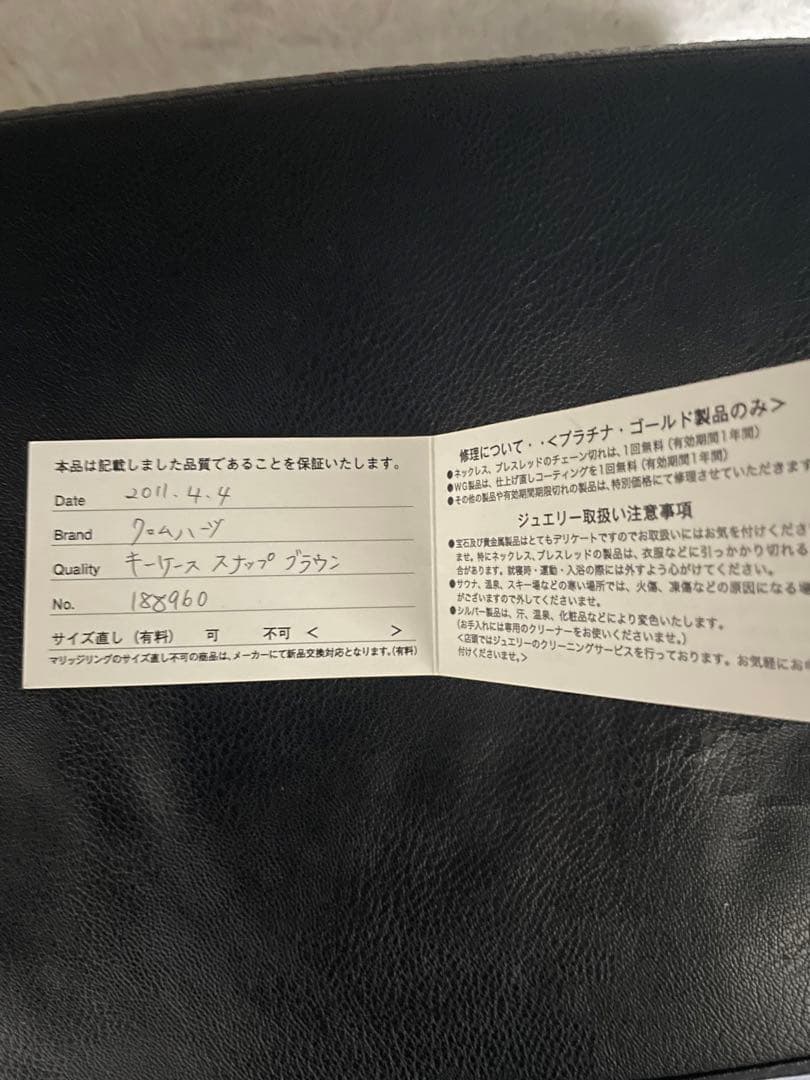 本品は記載しました品質であることを保証いたします。
Date 2011.4.4
Brand クロムハーツ
Quality キーケース スナップ ブラウン
No. 188960
サイズ直し（有料） 可 不可 < >
マリッジリングのサイズ直し不可の商品は、メーカーにて新品交換対応となります。（有料）
修理について・・<プラチナ・ゴールド製品のみ>
●ネックレス、ブレスレッドのチェーン切れは、1回無料（有効期間1年間）
●WG製品は、仕上げ直しコーティングを1回無料（有効期間1年間）
●その他の製品や有効期間期限切れの製品は、特別価格にて修理させていただきます
ジュエリー取扱い注意事項
●宝石及び貴金属製品はとてもデリケートですのでお取扱いにはお気を付けくださ
ませ。特にネックレス、ブレスレッドの製品は、衣服などに引っかかり切れる
合があります。就寝時・運動・入浴の際には外すよう心がけてください。
●サウナ、温泉、スキー場などの寒い場所では、火傷、凍傷などの原因になる場
がございますので外してくださいませ。
●シルバー製品は、汗、温泉、化粧品などにより変色いたします。
（お手入れには専用のクリーナーをお使いくださいませ。）
<店頭ではジュエリーのクリーニングサービスを行っております。お気軽にお申
付けくださいませ。>